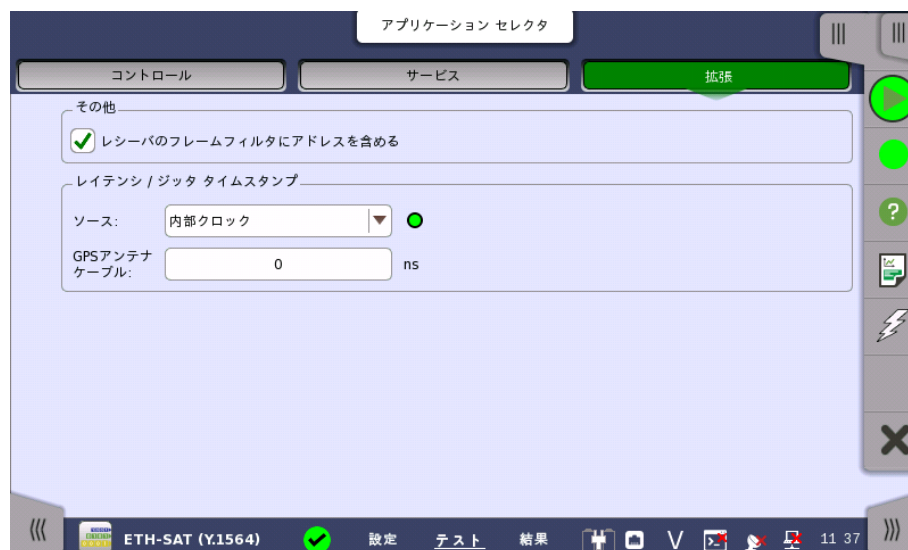 アプリケーション セレクタ
コントロール
サービス
拡張
その他
レシーバのフレームフィルタにアドレスを含める
レイテンシ / ジッタ タイムスタンプ
ソース:
内部クロック
GPSアンテナ
ケーブル:
0
ns
ETH-SAT (Y.1564)
設定
テスト
結果
V
11 37